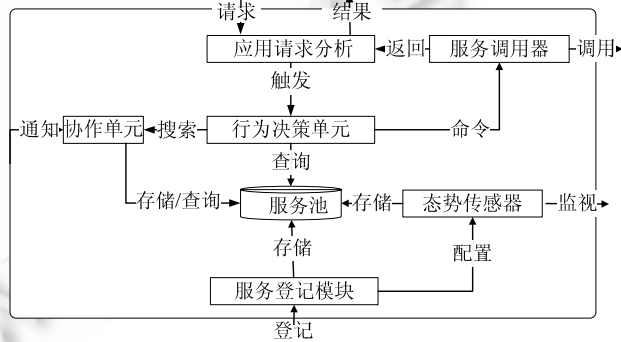 请求 结果
应用请求分析 返回 服务调用器 调用
触发
通知 协作单元 搜索 行为决策单元 命令
查询
存储/查询 服务池 存储 态势传感器 监视
存储 配置
服务登记模块
登记